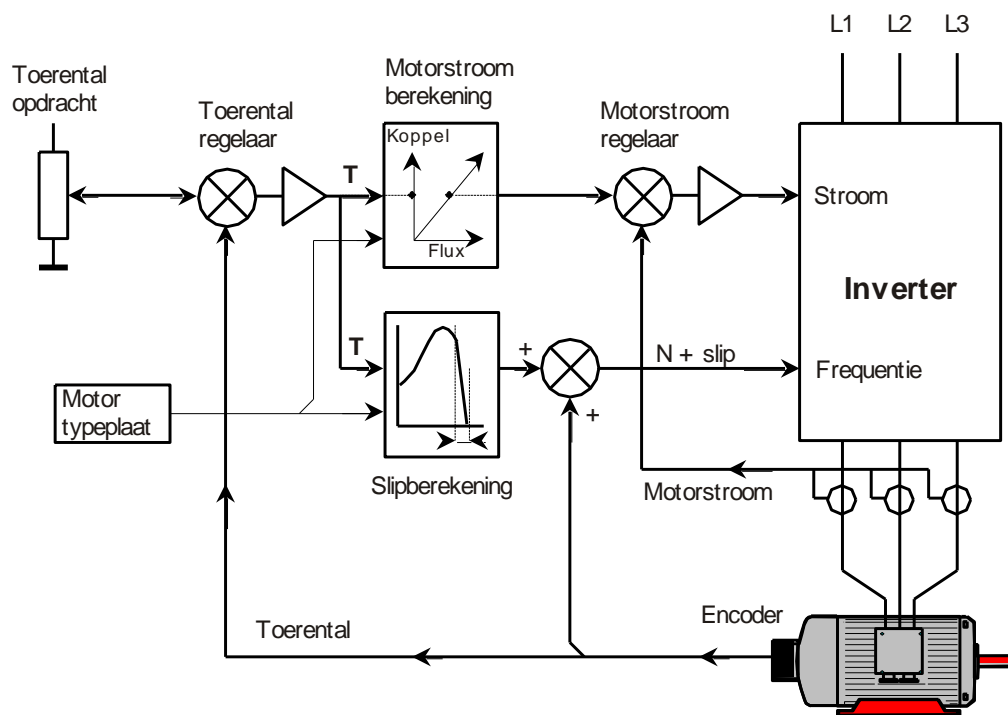 L1 L2 L3
Toerental
opdracht
Toerental
regelaar
Motorstroom
berekening
Motorstroom
regelaar
Koppel
T
Flux
Stroom
Inverter
T
+
N + slip
Frequentie
+
Motor
typeplaat
Slipberekening
Motorstroom
Toerental
Encoder